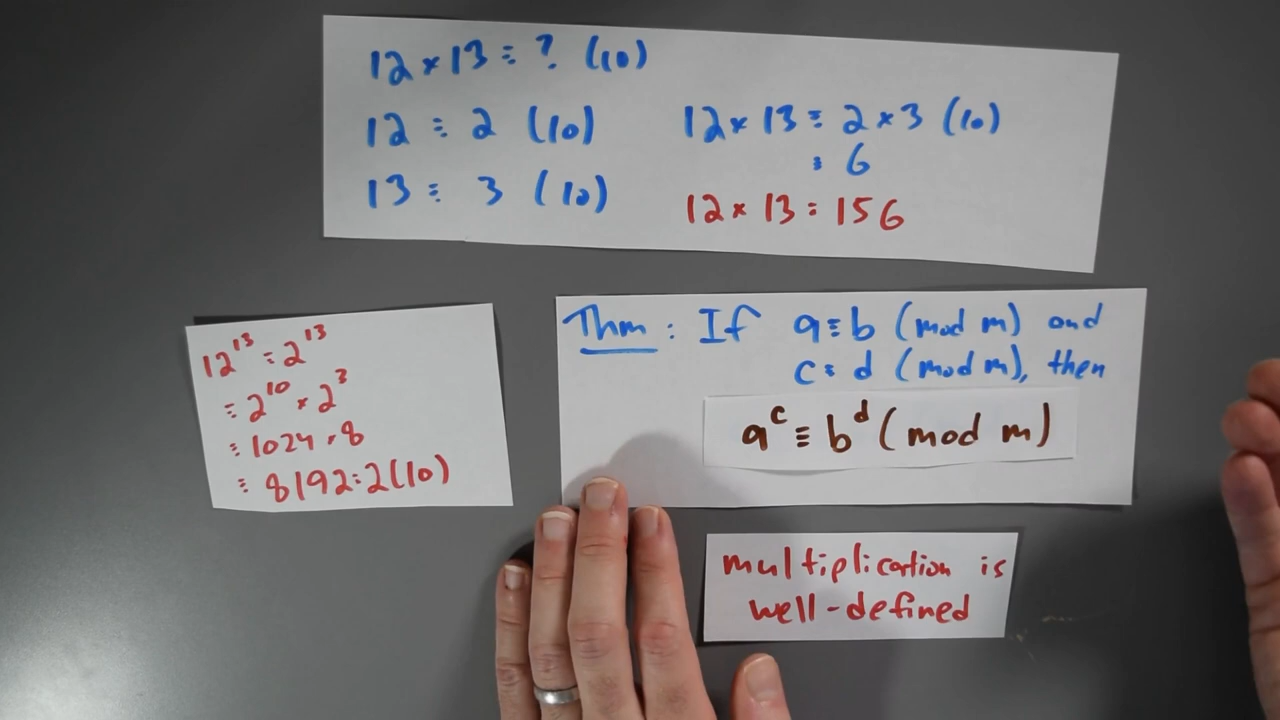 12 × 13 ≡ ? (10)
12 ≡ 2 (10)
13 ≡ 3 (10)
12 × 13 ≡ 2 × 3 (10)
≡ 6
12 × 13 = 156
12^13 ≡ 2^13
≡ 2^10 × 2^3
≡ 1024 × 8
≡ 8192 ≡ 2 (10)
Thm : If a ≡ b (mod m) and
c ≡ d (mod m), then
a^c ≡ b^d (mod m)
multiplication is
well-defined